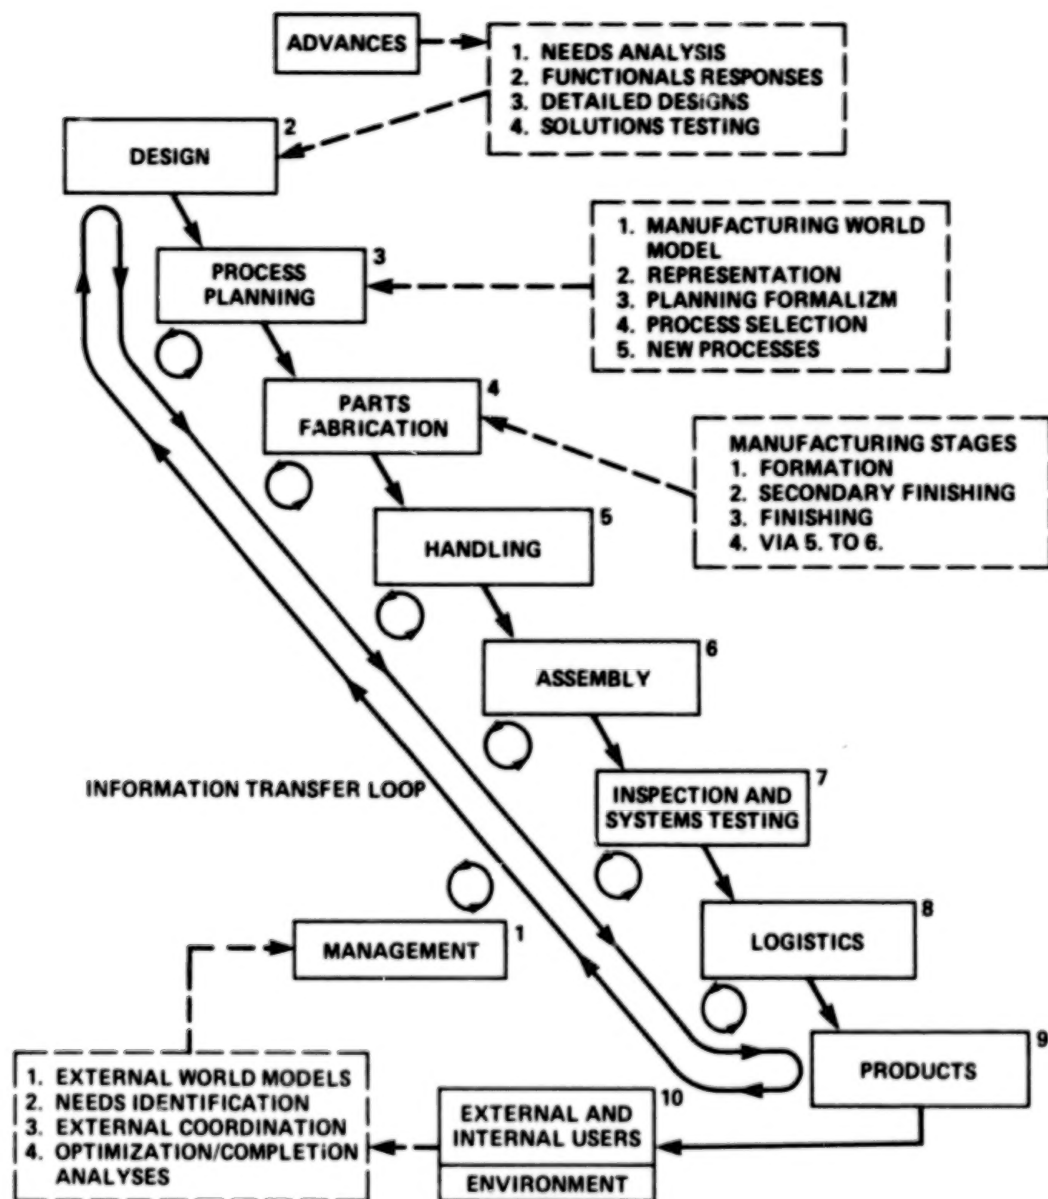 ADVANCES
1. NEEDS ANALYSIS
2. FUNCTIONALS RESPONSES
3. DETAILED DESIGNS
4. SOLUTIONS TESTING
2
DESIGN
1. MANUFACTURING WORLD
MODEL
2. REPRESENTATION
3. PLANNING FORMALIZM
4. PROCESS SELECTION
5. NEW PROCESSES
3
PROCESS
PLANNING
4
PARTS
FABRICATION
MANUFACTURING STAGES
1. FORMATION
2. SECONDARY FINISHING
3. FINISHING
4. VIA 5. TO 6.
5
HANDLING
6
ASSEMBLY
INFORMATION TRANSFER LOOP
7
INSPECTION AND
SYSTEMS TESTING
1
MANAGEMENT
8
LOGISTICS
9
PRODUCTS
1. EXTERNAL WORLD MODELS
2. NEEDS IDENTIFICATION
3. EXTERNAL COORDINATION
4. OPTIMIZATION/COMPLETION
ANALYSES
10
EXTERNAL AND
INTERNAL USERS
ENVIRONMENT